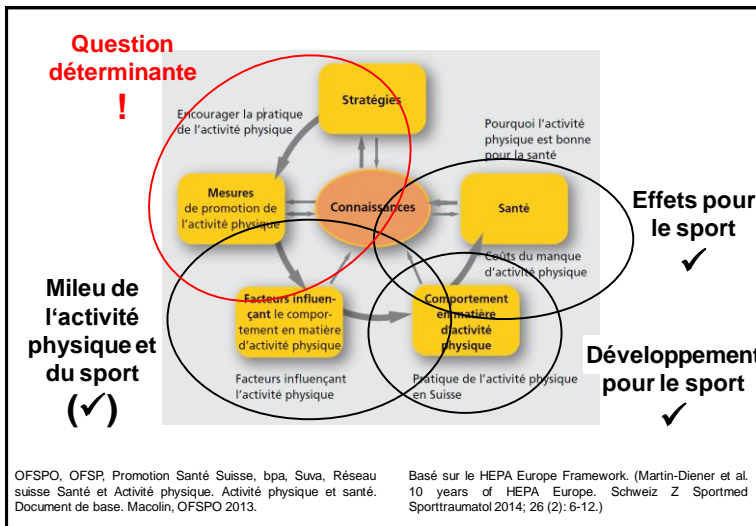 Question
déterminante
!
Stratégies
Encourager la pratique
de l'activité physique
Pourquoi l'activité
physique est bonne
pour la santé
Mesures
de promotion de
l'activité physique
Connaissances
Santé
Effets pour
le sport
✓
Coûts du manque
d'activité physique
Mileu de
l'activité
physique et
du sport
(✓)
Facteurs influen-
çant le compor-
tement en matière
d'activité physique
Comportement
en matière
d'activité
physique
Développement
pour le sport
✓
Facteurs influençant
l'activité physique
Pratique de l'activité physique
en Suisse
OFSPO, OFSP, Promotion Santé Suisse, bpa, Suva, Réseau
suisse Santé et Activité physique. Activité physique et santé.
Document de base. Macolin, OFSPO 2013.
Basé sur le HEPA Europe Framework. (Martin-Diener et al.
10 years of HEPA Europe. Schweiz Z Sportmed
Sporttraumatol 2014; 26 (2): 6-12.)